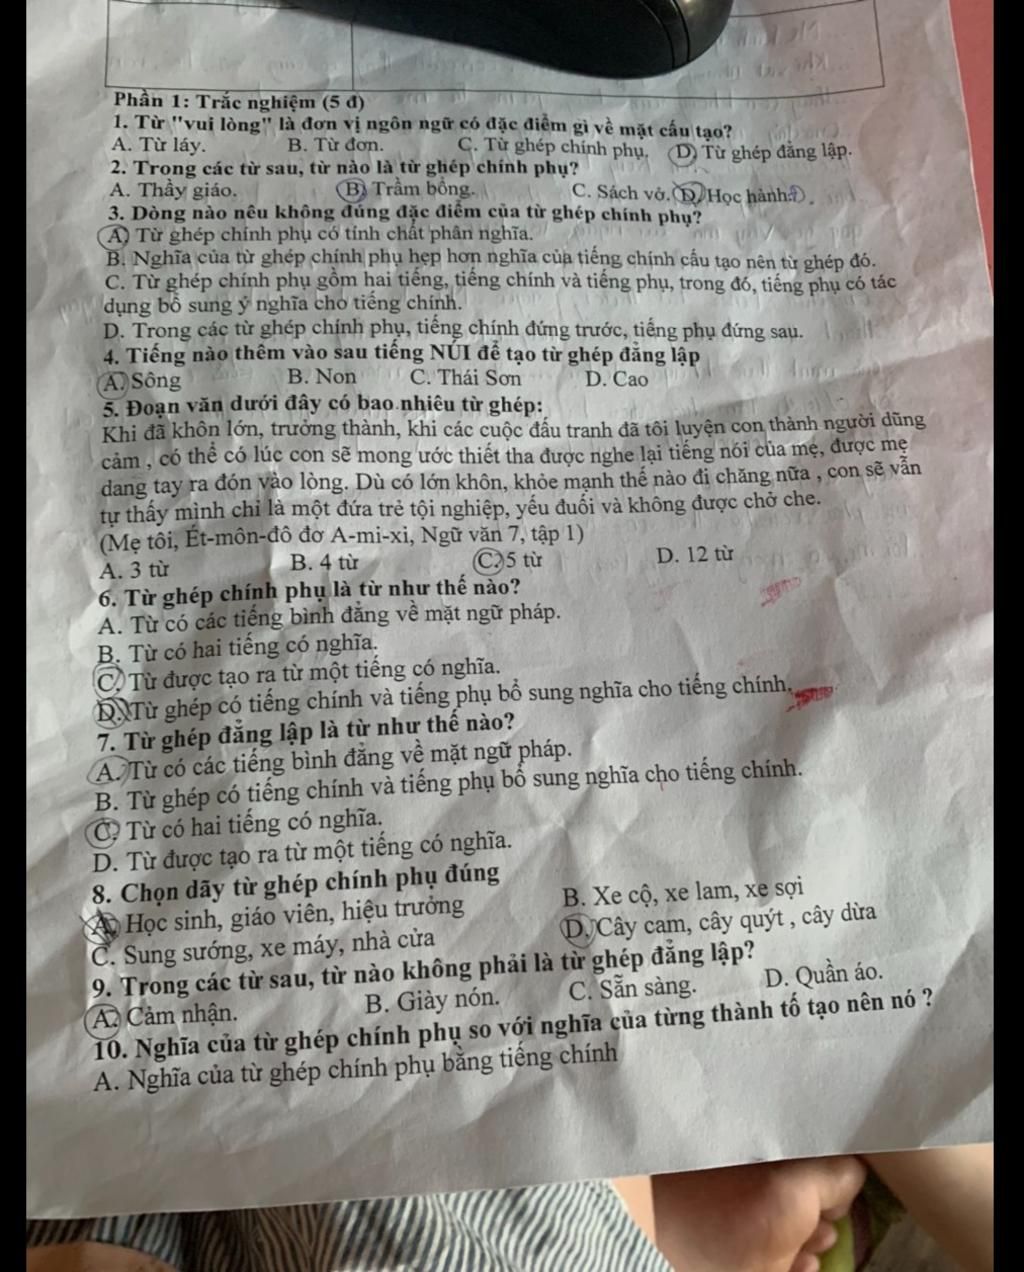 Phần 1: Trắc nghiệm (5 đ)
1. Từ "vui lòng" là đơn vị ngôn ngữ có đặc điểm gì về mặt cấu tạo?
A. Từ láy. B. Từ đơn. C. Từ ghép chính phụ. D. Từ ghép đẳng lập.
2. Trong các từ sau, từ nào là từ ghép chính phụ?
A. Thầy giáo. B. Trầm bổng. C. Sách vở. D. Học hành.
3. Dòng nào nêu không đúng đặc điểm của từ ghép chính phụ?
A. Từ ghép chính phụ có tính chất phân nghĩa.
B. Nghĩa của từ ghép chính phụ hẹp hơn nghĩa của tiếng chính cấu tạo nên từ ghép đó.
C. Từ ghép chính phụ gồm hai tiếng, tiếng chính và tiếng phụ, trong đó, tiếng phụ có tác
dụng bổ sung ý nghĩa cho tiếng chính.
D. Trong các từ ghép chính phụ, tiếng chính đứng trước, tiếng phụ đứng sau.
4. Tiếng nào thêm vào sau tiếng NÚI để tạo từ ghép đẳng lập
A. Sông B. Non C. Thái Sơn D. Cao
5. Đoạn văn dưới đây có bao nhiêu từ ghép:
Khi đã khôn lớn, trưởng thành, khi các cuộc đấu tranh đã tôi luyện con thành người dũng
cảm , có thể có lúc con sẽ mong ước thiết tha được nghe lại tiếng nói của mẹ, được mẹ
dang tay ra đón vào lòng. Dù có lớn khôn, khỏe mạnh thế nào đi chăng nữa , con sẽ vẫn
tự thấy mình chỉ là một đứa trẻ tội nghiệp, yếu đuối và không được chở che.
(Mẹ tôi, Ét-môn-đô đơ A-mi-xi, Ngữ văn 7, tập 1)
A. 3 từ B. 4 từ C. 5 từ D. 12 từ
6. Từ ghép chính phụ là từ như thế nào?
A. Từ có các tiếng bình đẳng về mặt ngữ pháp.
B. Từ có hai tiếng có nghĩa.
C. Từ được tạo ra từ một tiếng có nghĩa.
D. Từ ghép có tiếng chính và tiếng phụ bổ sung nghĩa cho tiếng chính.
7. Từ ghép đẳng lập là từ như thế nào?
A. Từ có các tiếng bình đẳng về mặt ngữ pháp.
B. Từ ghép có tiếng chính và tiếng phụ bổ sung nghĩa cho tiếng chính.
C. Từ có hai tiếng có nghĩa.
D. Từ được tạo ra từ một tiếng có nghĩa.
8. Chọn dãy từ ghép chính phụ đúng
A. Học sinh, giáo viên, hiệu trưởng B. Xe cộ, xe lam, xe sợi
C. Sung sướng, xe máy, nhà cửa D. Cây cam, cây quýt , cây dừa
9. Trong các từ sau, từ nào không phải là từ ghép đẳng lập?
A. Cảm nhận. B. Giày nón. C. Sẵn sàng. D. Quần áo.
10. Nghĩa của từ ghép chính phụ so với nghĩa của từng thành tố tạo nên nó ?
A. Nghĩa của từ ghép chính phụ bằng tiếng chính